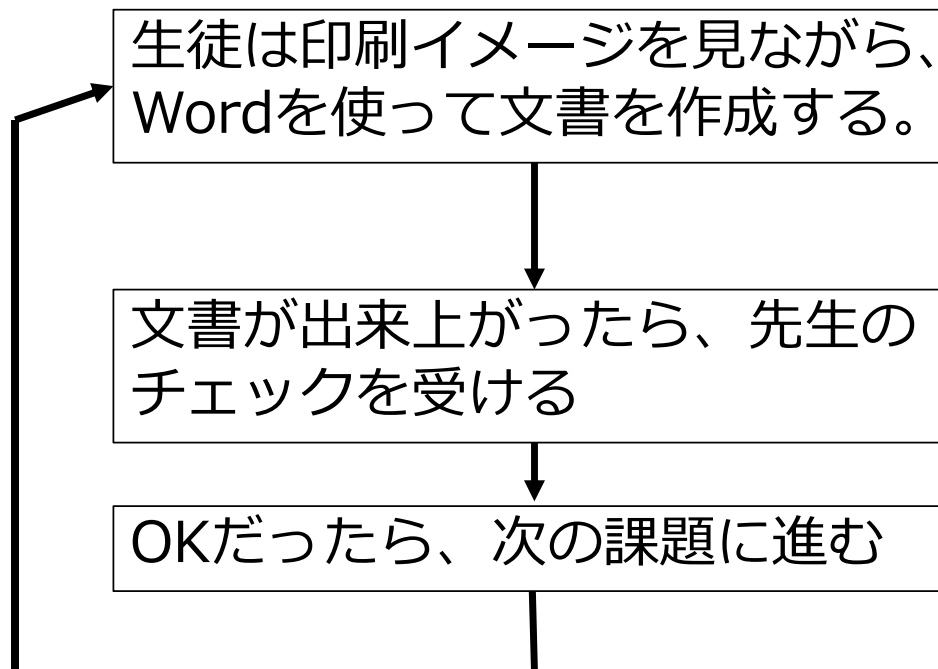 生徒は印刷イメージを見ながら、
Wordを使って文書を作成する。
文書が出来上がったら、先生の
チェックを受ける
OKだったら、次の課題に進む